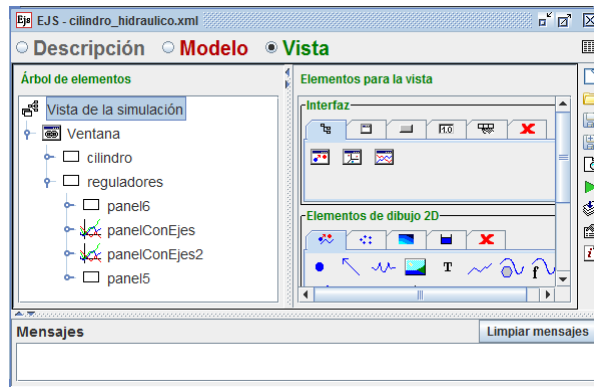 Ejs EJS - cilindro_hidraulico.xml
Descripción Modelo Vista
Árbol de elementos
Vista de la simulación
Ventana
cilindro
reguladores
panel6
panelConEjes
panelConEjes2
panel5
Elementos para la vista
Interfaz
1.0
Elementos de dibujo 2D
T f
Mensajes Limpiar mensajes